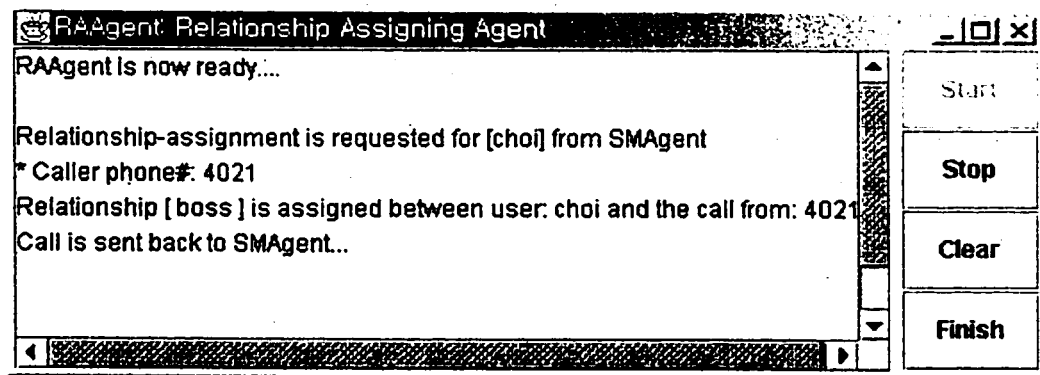 RAAgent: Relationship Assigning Agent
RAAgent is now ready....
Relationship-assignment is requested for [choi] from SMAgent
* Caller phone#: 4021
Relationship [ boss ] is assigned between user: choi and the call from: 4021
Call is sent back to SMAgent...
Start
Stop
Clear
Finish